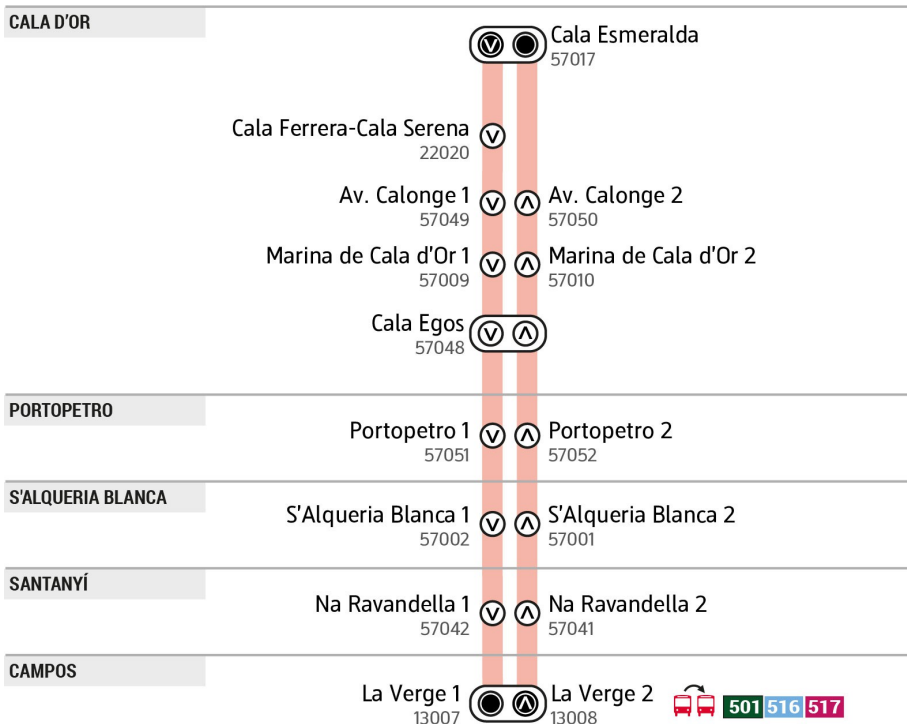 CALA D'OR
Cala Esmeralda
57017
Cala Ferrera-Cala Serena
22020
Av. Calonge 1
57049
Av. Calonge 2
57050
Marina de Cala d'Or 1
57009
Marina de Cala d'Or 2
57010
Cala Egos
57048
PORTOPETRO
Portopetro 1
57051
Portopetro 2
57052
S'ALQUERIA BLANCA
S'Alqueria Blanca 1
57002
S'Alqueria Blanca 2
57001
SANTANYÍ
Na Ravandella 1
57042
Na Ravandella 2
57041
CAMPOS
La Verge 1
13007
La Verge 2
13008
501 516 517